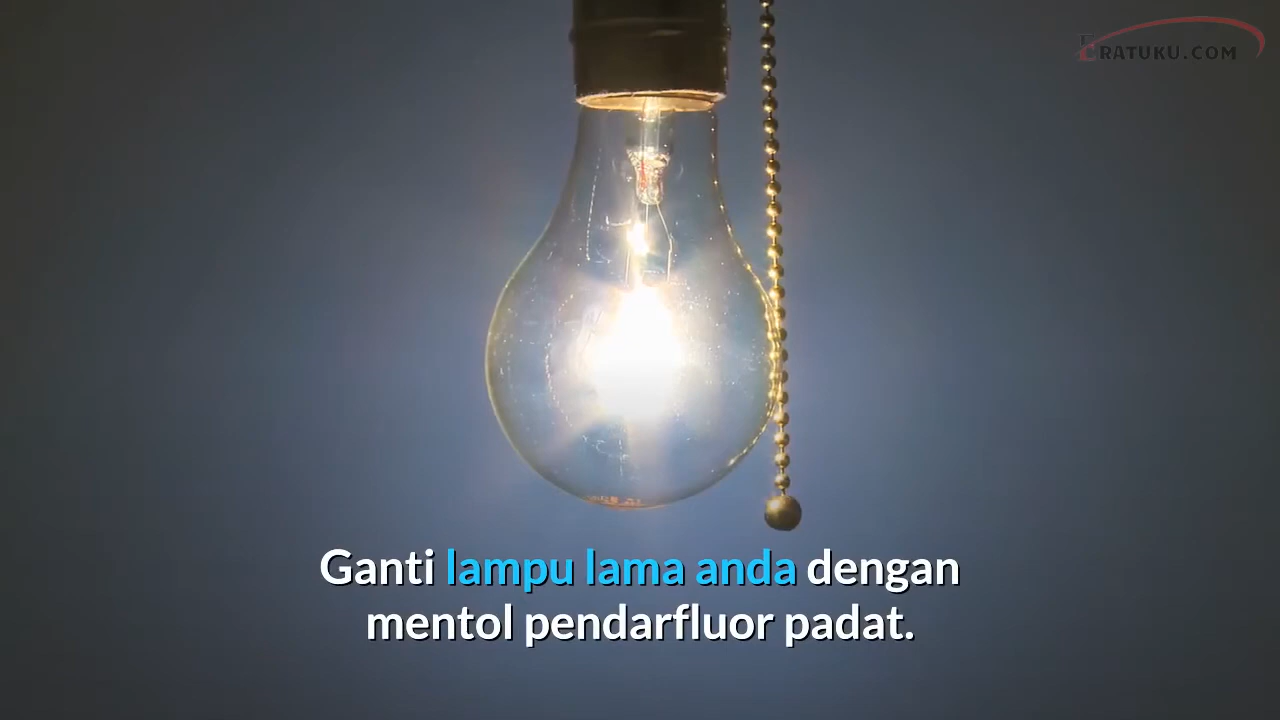 ERATUKU.COM
Ganti lampu lama anda dengan
mentol pendarfluor padat.